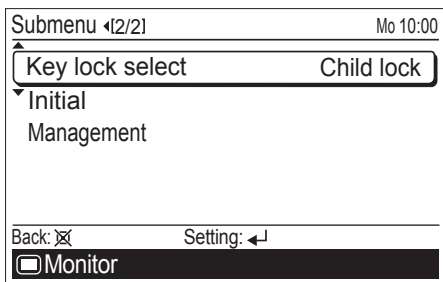 Submenu [2/2] Mo 10:00
Key lock select Child lock
Initial
Management
Back: Setting:
Monitor